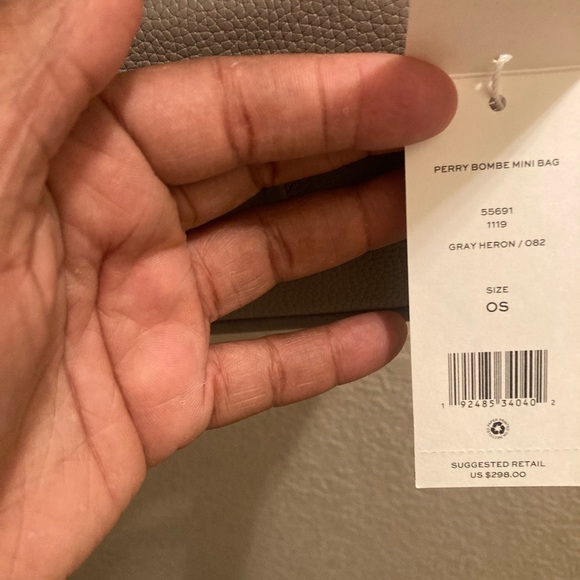 PERRY BOMBE MINI BAG
55691
1119
GRAY HERON / 082
SIZE
OS
1 92485 34040 2
SUGGESTED RETAIL
US $298.00